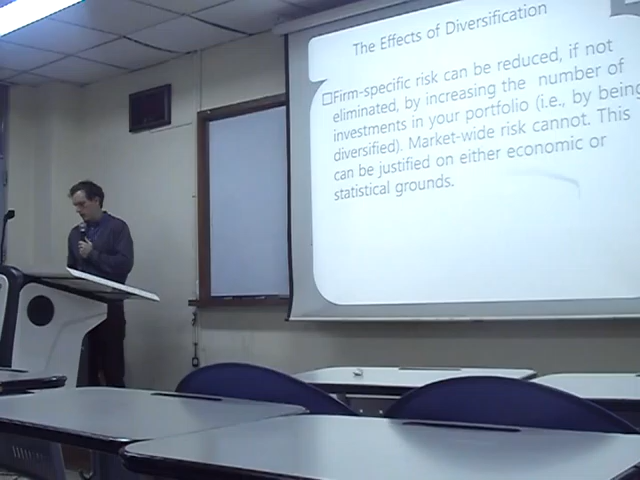 The Effects of Diversification
Firm-specific risk can be reduced, if not
eliminated, by increasing the number of
investments in your portfolio (i.e., by being
diversified). Market-wide risk cannot. This
can be justified on either economic or
statistical grounds.